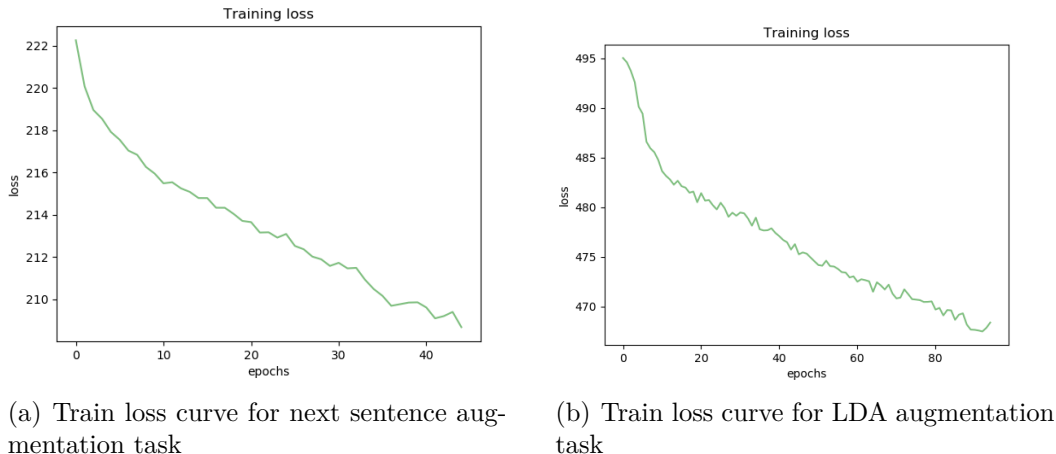 Training loss
222
220
218
216
214
212
210
loss
0 10 20 30 40
epochs
(a) Train loss curve for next sentence aug-
mentation task
Training loss
495
490
485
480
475
470
loss
0 20 40 60 80
epochs
(b) Train loss curve for LDA augmentation
task